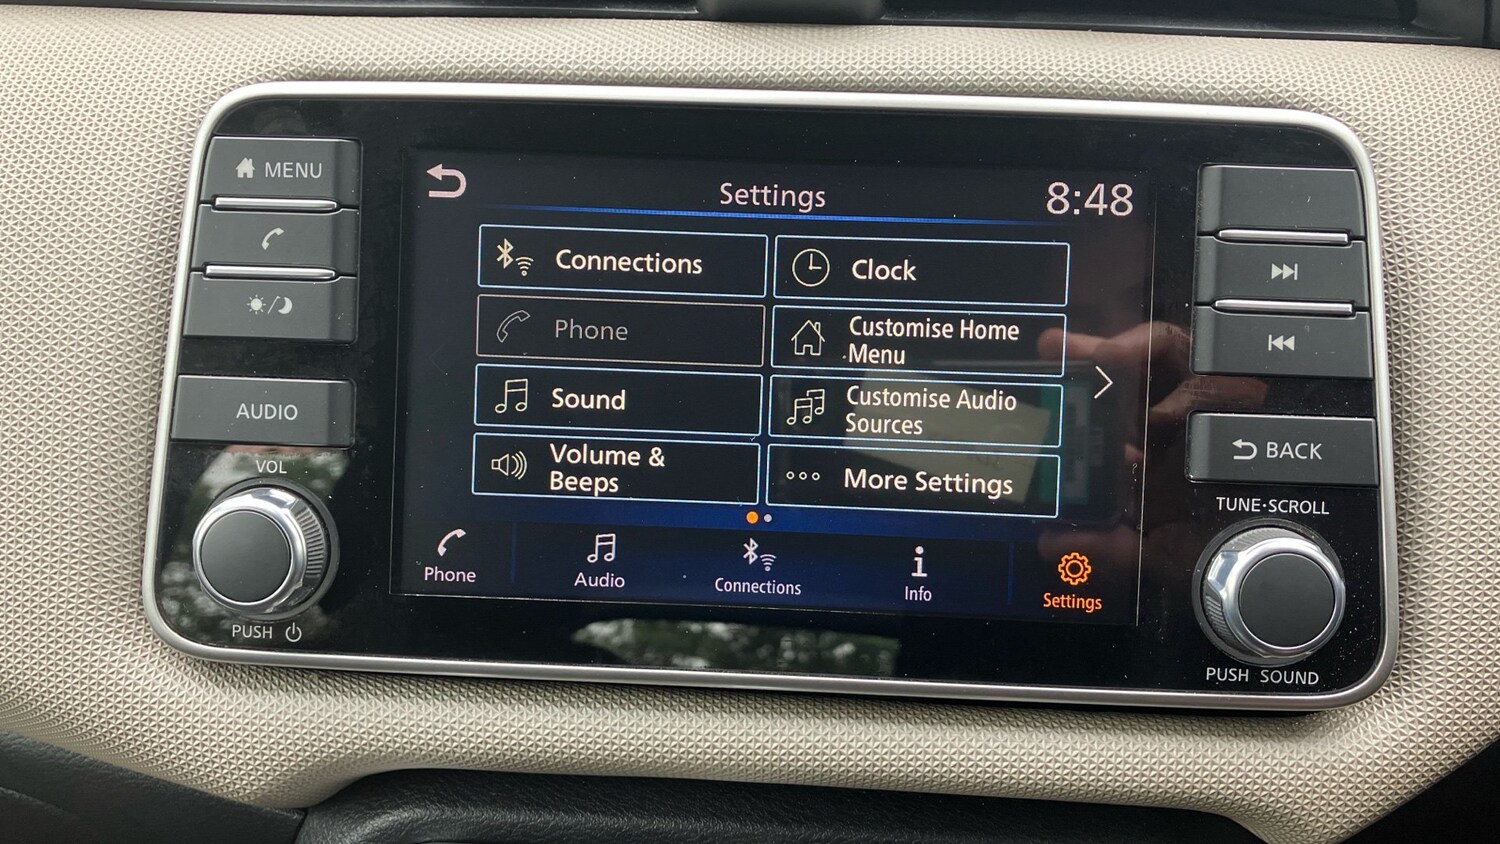 MENU
AUDIO
VOL
PUSH
Settings
8:48
Connections
Clock
Phone
Customise Home
Menu
Sound
Customise Audio
Sources
Volume &
Beeps
More Settings
Phone
Audio
Connections
Info
Settings
BACK
TUNE·SCROLL
PUSH SOUND